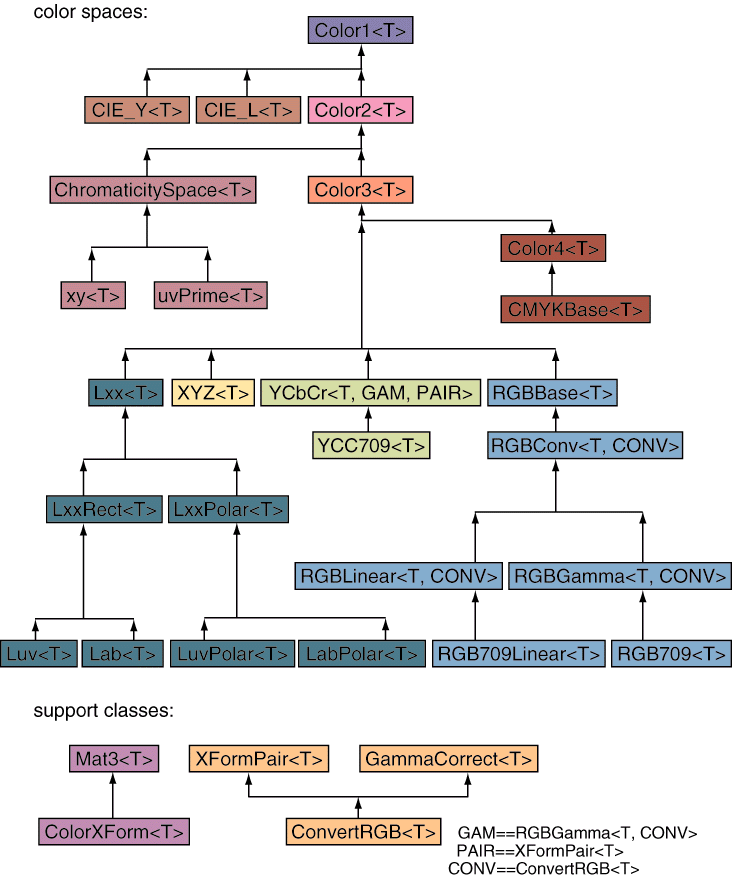 color spaces:
Color1<T>
CIE_Y<T>
CIE_L<T>
Color2<T>
ChromaticitySpace<T>
Color3<T>
Color4<T>
xy<T>
uvPrime<T>
CMYKBase<T>
Lxx<T>
XYZ<T>
YCbCr<T, GAM, PAIR>
RGBBase<T>
YCC709<T>
RGBConv<T, CONV>
LxxRect<T>
LxxPolar<T>
RGBLinear<T, CONV>
RGBGamma<T, CONV>
Luv<T>
Lab<T>
LuvPolar<T>
LabPolar<T>
RGB709Linear<T>
RGB709<T>
support classes:
Mat3<T>
XFormPair<T>
GammaCorrect<T>
ColorXForm<T>
ConvertRGB<T>
GAM==RGBGamma<T, CONV>
PAIR==XFormPair<T>
CONV==ConvertRGB<T>